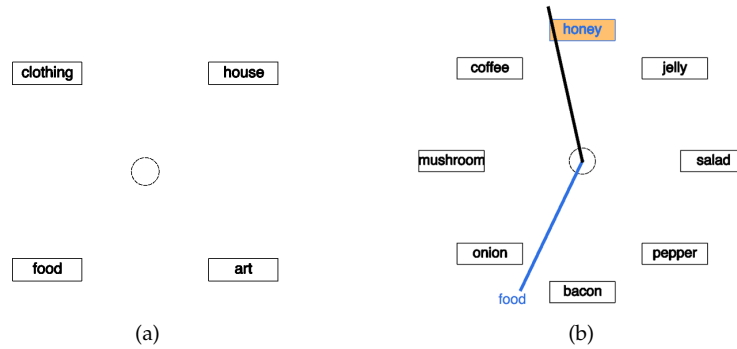 clothing
house
food
art
(a)
honey
coffee
jelly
mushroom
salad
onion
pepper
food
bacon
(b)